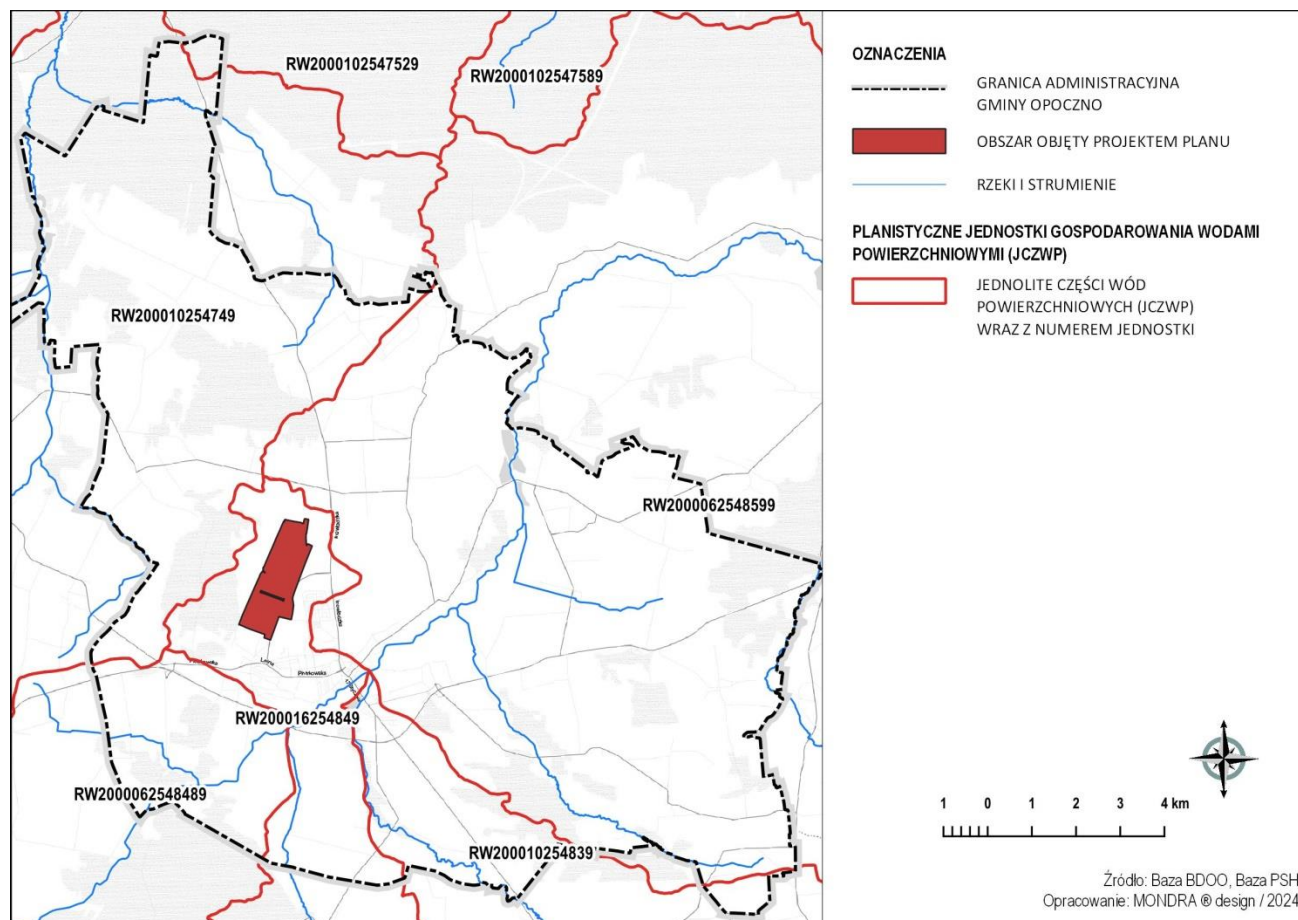 RW2000102547529
RW2000102547589
RW200010254749
RW2000062548599
Piotrkowska
RW200016254849
RW2000062548489
RW200010254839
OZNACZENIA
GRANICA ADMINISTRACYJNA
GMINY OPOCZNO
OBSZAR OBJĘTY PROJEKTEM PLANU
RZEKI I STRUMIENIE
PLANISTYCZNE JEDNOSTKI GOSPODAROWANIA WODAMI
POWIERZCHNIOWYMI (JCZWP)
JEDNOLITE CZĘŚCI WÓD
POWIERZCHNIOWYCH (JCZWP)
WRAZ Z NUMEREM JEDNOSTKI
1 0 1 2 3 4 km
Źródło: Baza BDOO, Baza PSH
Opracowanie: MONDRA ® design / 2024